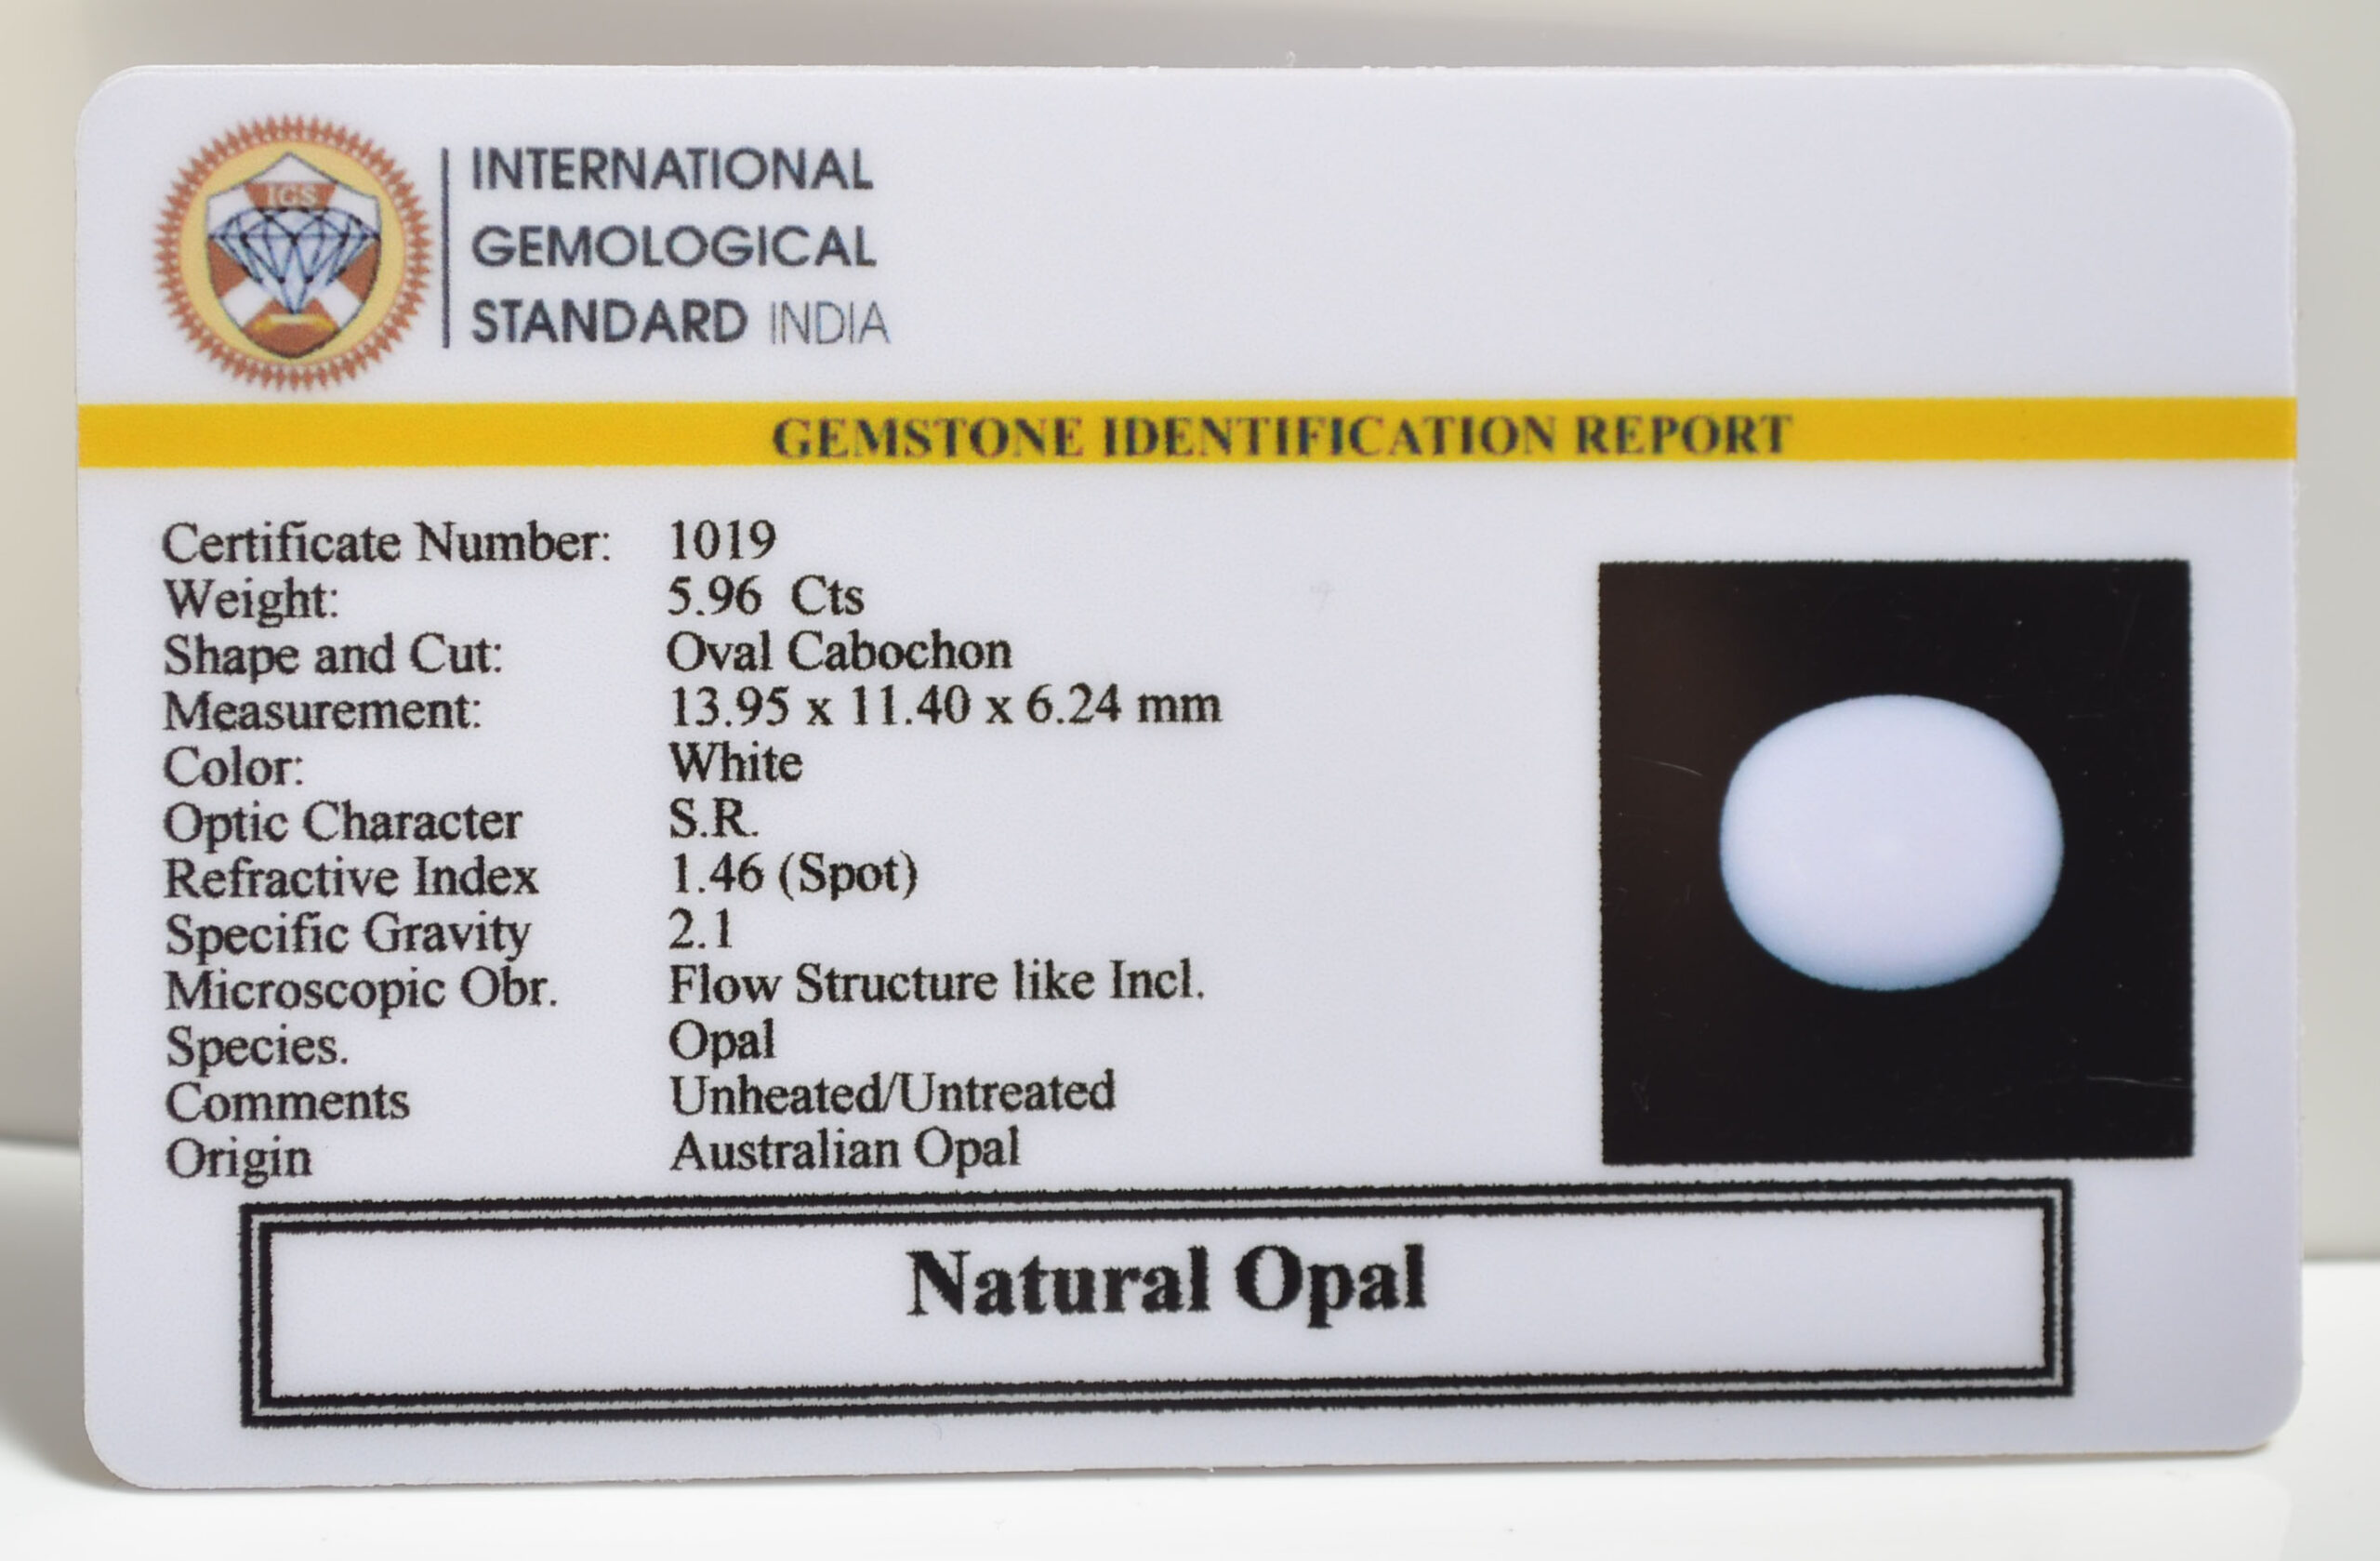 IGS
INTERNATIONAL
GEMOLOGICAL
STANDARD INDIA
GEMSTONE IDENTIFICATION REPORT
Certificate Number: 1019
Weight: 5.96 Cts
Shape and Cut: Oval Cabochon
Measurement: 13.95 x 11.40 x 6.24 mm
Color: White
Optic Character S.R.
Refractive Index 1.46 (Spot)
Specific Gravity 2.1
Microscopic Obr. Flow Structure like Incl.
Species. Opal
Comments Unheated/Untreated
Origin Australian Opal
Natural Opal